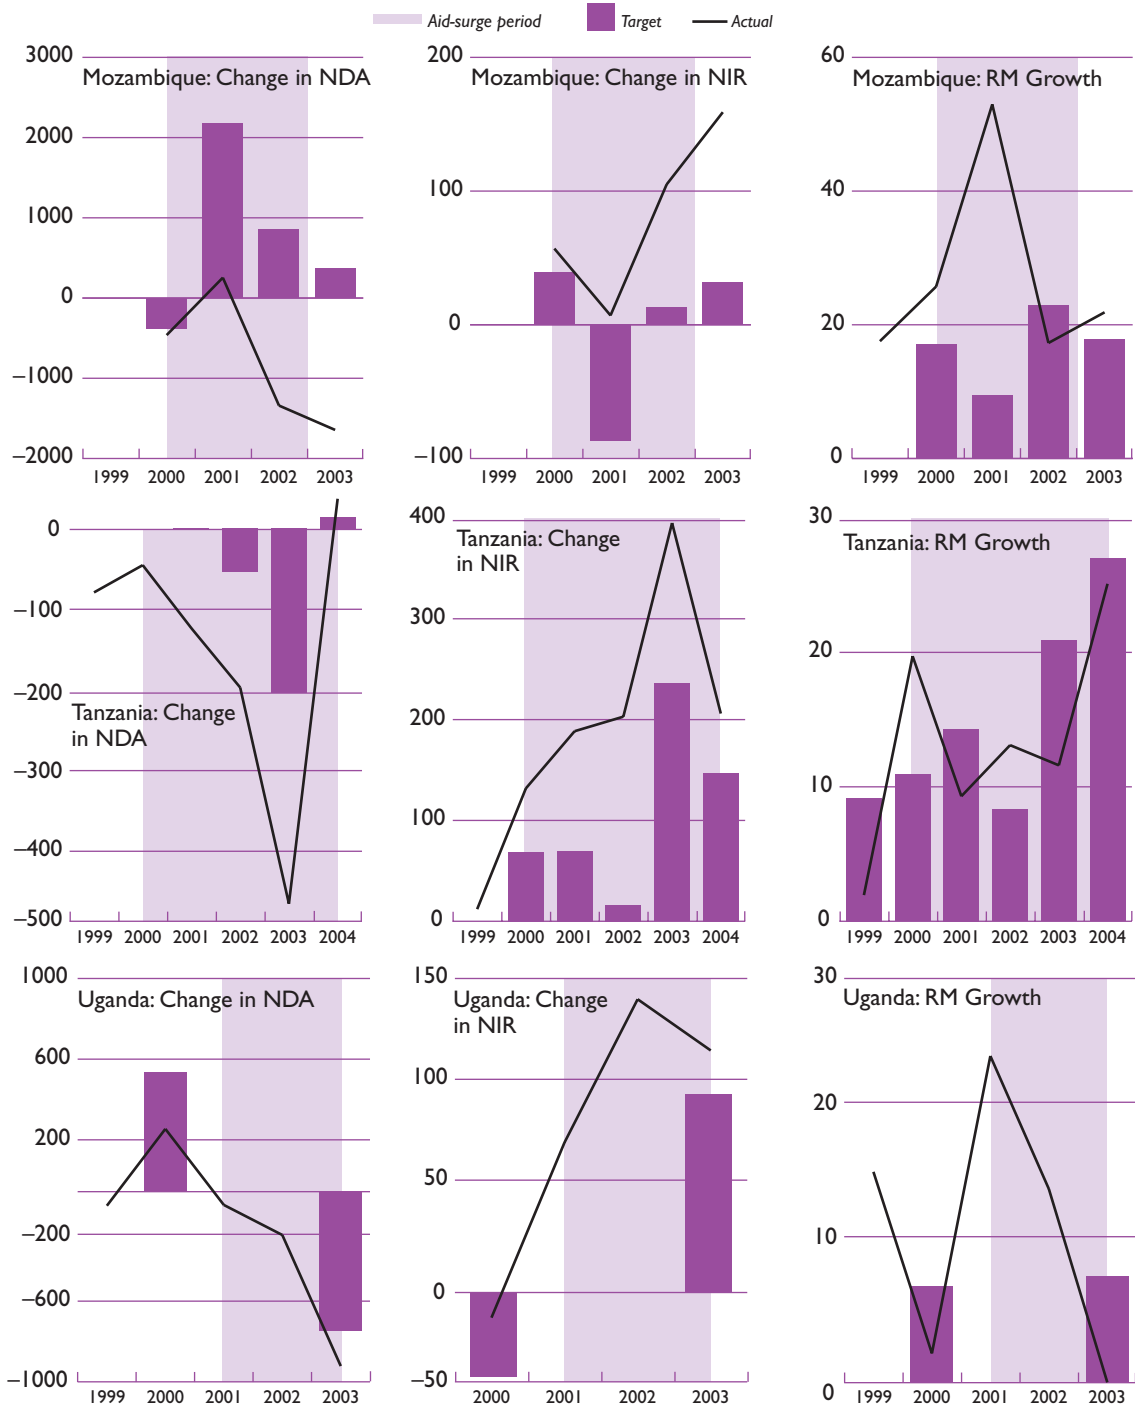 Aid-surge period Target Actual
3000
2000
1000
0
−1000
−2000
Mozambique: Change in NDA
1999 2000 2001 2002 2003
200
100
0
−100
Mozambique: Change in NIR
1999 2000 2001 2002 2003
60
40
20
0
Mozambique: RM Growth
1999 2000 2001 2002 2003
0
−100
−200
−300
−400
−500
Tanzania: Change
in NDA
1999 2000 2001 2002 2003 2004
400
300
200
100
0
Tanzania: Change
in NIR
1999 2000 2001 2002 2003 2004
30
20
10
0
Tanzania: RM Growth
1999 2000 2001 2002 2003 2004
1000
600
200
−200
−600
−1000
Uganda: Change in NDA
1999 2000 2001 2002 2003
150
100
50
0
−50
Uganda: Change
in NIR
2000 2001 2002 2003
30
20
10
0
Uganda: RM Growth
1999 2000 2001 2002 2003